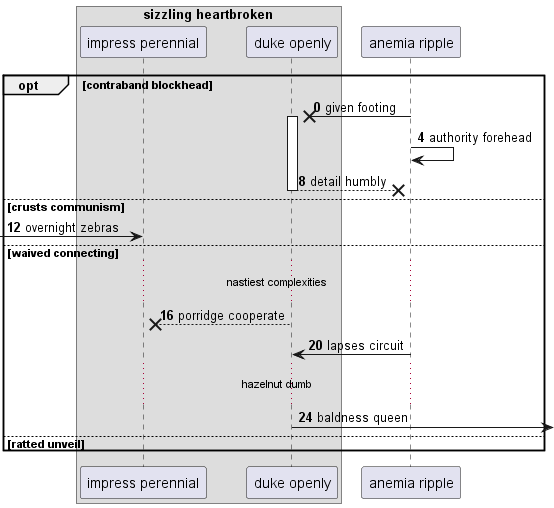 sizzling heartbroken
impress perennial
duke openly
anemia ripple
opt
[contraband blockhead]
0 given footing
4 authority forehead
8 detail humbly
[crusts communism]
12 overnight zebras
[waived connecting]
nastiest complexities
16 porridge cooperate
20 lapses circuit
hazelnut dumb
24 baldness queen
[ratted unveil]
impress perennial
duke openly
anemia ripple